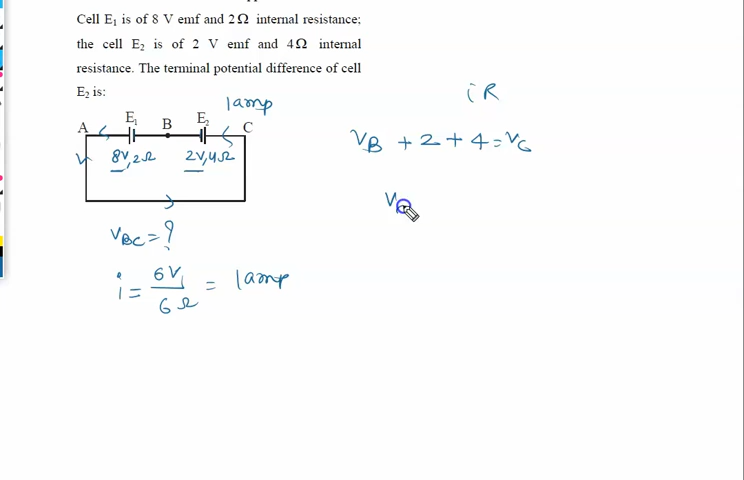 Cell E₁ is of 8 V emf and 2Ω internal resistance;
the cell E₂ is of 2 V emf and 4Ω internal
resistance. The terminal potential difference of cell
E₂ is:
1amp
A E₁ B E₂ C
8V, 2Ω 2V, 4Ω
V_BC = ?
i = 6V/6Ω = 1amp
iR
V_B + 2 + 4 = V_C
V